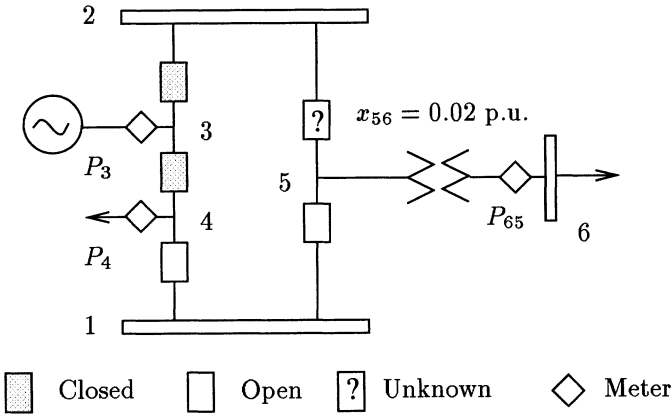 2
? x₅₆ = 0.02 p.u.
3
P₃
5
4
P₆₅
6
P₄
1
Closed Open ? Unknown Meter